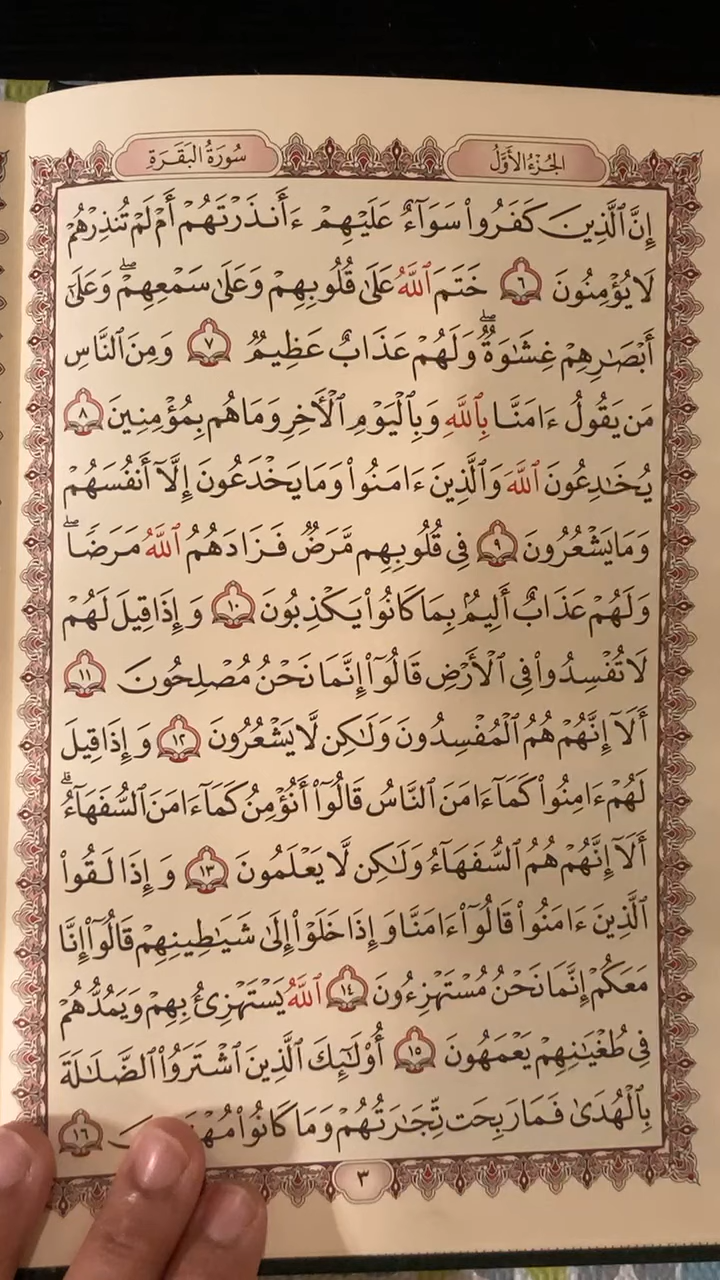 الجُزْءُ الأَوَّلُ
سُورَةُ البَقَرَةِ
إِنَّ ٱلَّذِينَ كَفَرُوا۟ سَوَآءٌ عَلَيْهِمْ ءَأَنذَرْتَهُمْ أَمْ لَمْ تُنذِرْهُمْ
لَا يُؤْمِنُونَ ٦ خَتَمَ ٱللَّهُ عَلَىٰ قُلُوبِهِمْ وَعَلَىٰ سَمْعِهِمْ ۖ وَعَلَىٰٓ
أَبْصَـٰرِهِمْ غِشَـٰوَةٌ ۖ وَلَهُمْ عَذَابٌ عَظِيمٌ ٧ وَمِنَ ٱلنَّاسِ
مَن يَقُولُ ءَامَنَّا بِٱللَّهِ وَبِٱلْيَوْمِ ٱلْـَٔاخِرِ وَمَا هُم بِمُؤْمِنِينَ ٨
يُخَـٰدِعُونَ ٱللَّهَ وَٱلَّذِينَ ءَامَنُوا۟ وَمَا يَخْدَعُونَ إِلَّآ أَنفُسَهُمْ
وَمَا يَشْعُرُونَ ٩ فِى قُلُوبِهِم مَّرَضٌ فَزَادَهُمُ ٱللَّهُ مَرَضًا ۖ
وَلَهُمْ عَذَابٌ أَلِيمٌۢ بِمَا كَانُوا۟ يَكْذِبُونَ ١٠ وَإِذَا قِيلَ لَهُمْ
لَا تُفْسِدُوا۟ فِى ٱلْأَرْضِ قَالُوٓا۟ إِنَّمَا نَحْنُ مُصْلِحُونَ ١١
أَلَآ إِنَّهُمْ هُمُ ٱلْمُفْسِدُونَ وَلَـٰكِن لَّا يَشْعُرُونَ ١٢ وَإِذَا قِيلَ
لَهُمْ ءَامِنُوا۟ كَمَآ ءَامَنَ ٱلنَّاسُ قَالُوٓا۟ أَنُؤْمِنُ كَمَآ ءَامَنَ ٱلسُّفَهَآءُ ۗ
أَلَآ إِنَّهُمْ هُمُ ٱلسُّفَهَآءُ وَلَـٰكِن لَّا يَعْلَمُونَ ١٣ وَإِذَا لَقُوا۟
ٱلَّذِينَ ءَامَنُوا۟ قَالُوٓا۟ ءَامَنَّا وَإِذَا خَلَوْا۟ إِلَىٰ شَيَـٰطِينِهِمْ قَالُوٓا۟ إِنَّا
مَعَكُمْ إِنَّمَا نَحْنُ مُسْتَهْزِءُونَ ١٤ ٱللَّهُ يَسْتَهْزِئُ بِهِمْ وَيَمُدُّهُمْ
فِى طُغْيَـٰنِهِمْ يَعْمَهُونَ ١٥ أُو۟لَـٰٓئِكَ ٱلَّذِينَ ٱشْتَرَوُا۟ ٱلضَّلَـٰلَةَ
بِٱلْهُدَىٰ فَمَا رَبِحَت تِّجَـٰرَتُهُمْ وَمَا كَانُوا۟ ١٦
٣